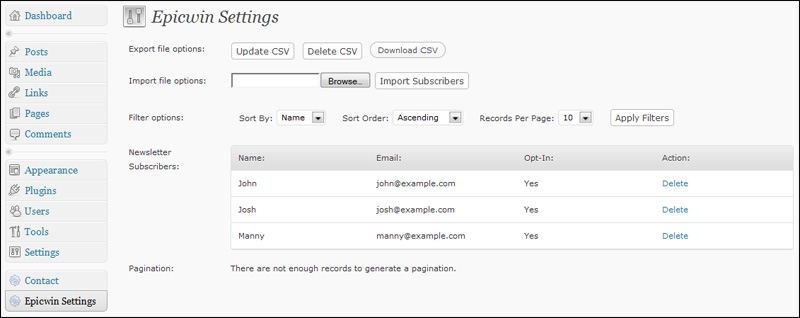 Dashboard
Posts
Media
Links
Pages
Comments
Appearance
Plugins
Users
Tools
Settings
Contact
Epicwin Settings
Epicwin Settings
Export file options: Update CSV Delete CSV Download CSV
Import file options: Browse... Import Subscribers
Filter options: Sort By: Name Sort Order: Ascending Records Per Page: 10 Apply Filters
Newsletter
Subscribers:
Name: Email: Opt-In: Action:
John john@example.com Yes Delete
Josh josh@example.com Yes Delete
Manny manny@example.com Yes Delete
Pagination: There are not enough records to generate a pagination.